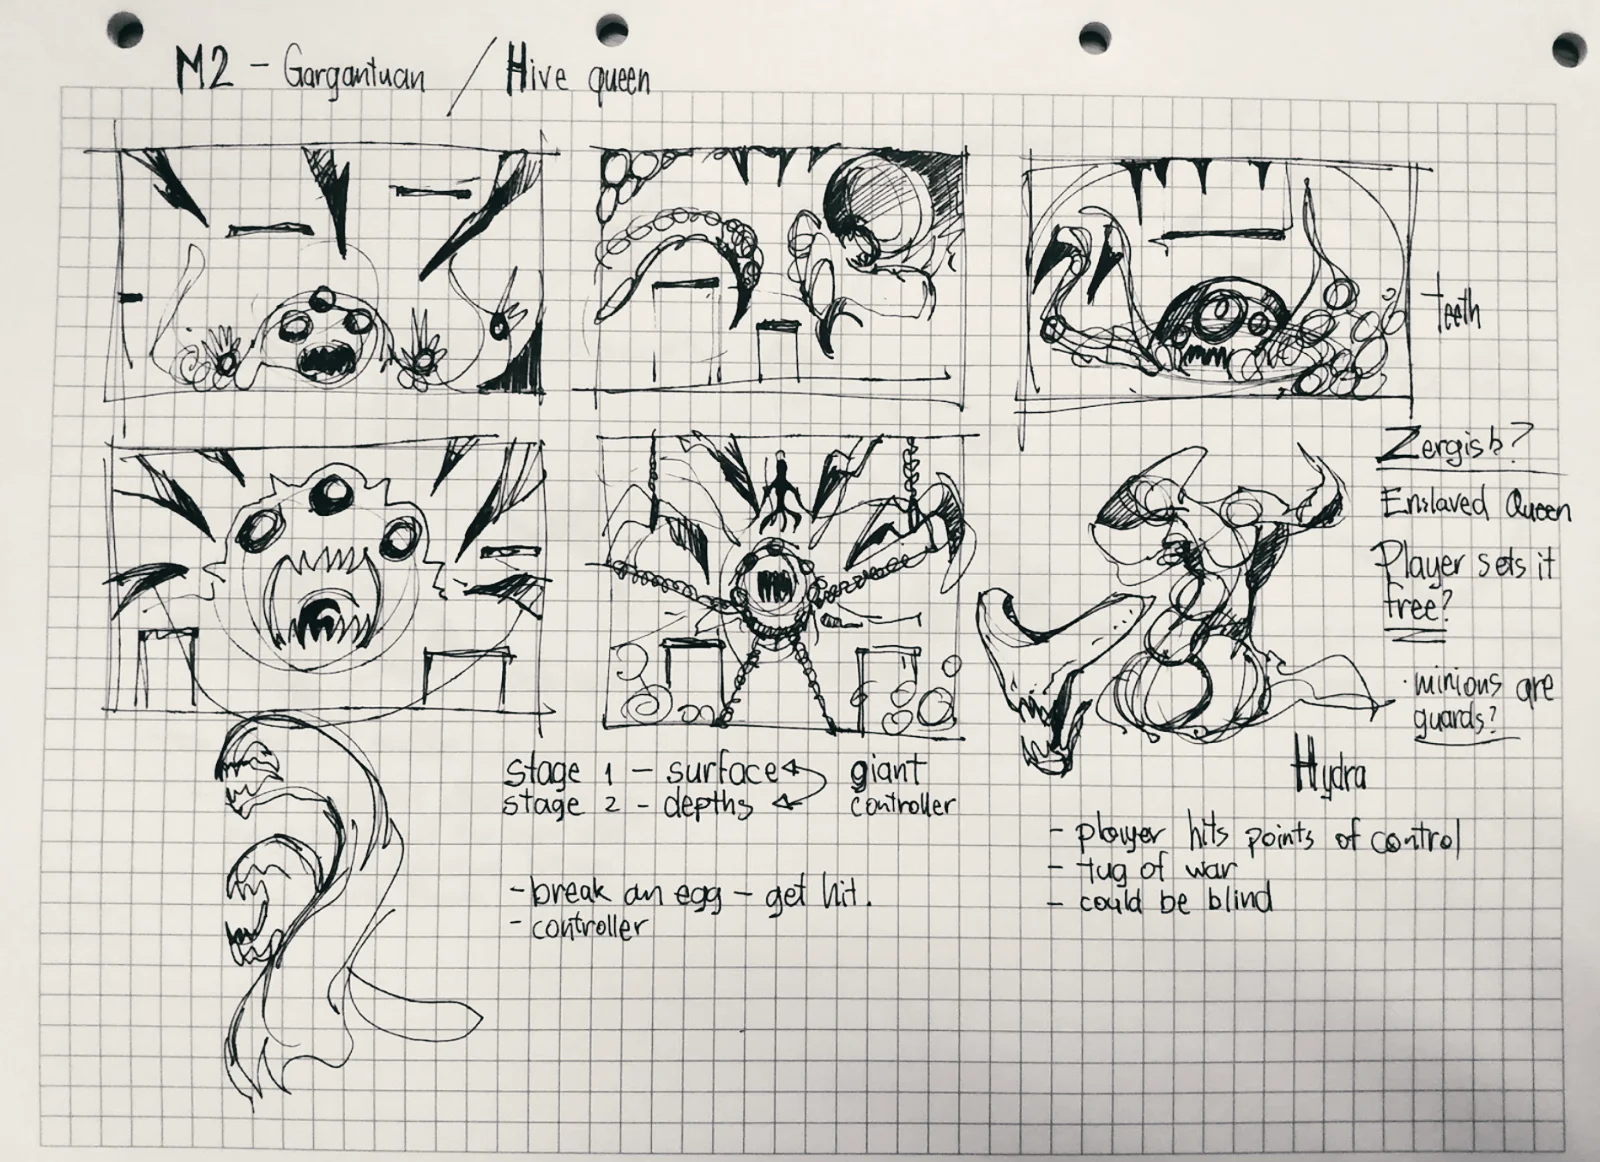 M2 - Gargantuan / Hive queen
teeth
Zergish?
Enslaved Queen
Player sets it
free?
· minions are
guards?
Hydra
stage 1 - surface
stage 2 - depths
giant
controller
- player hits points of control
- tug of war
- could be blind
- break an egg - get hit.
- controller